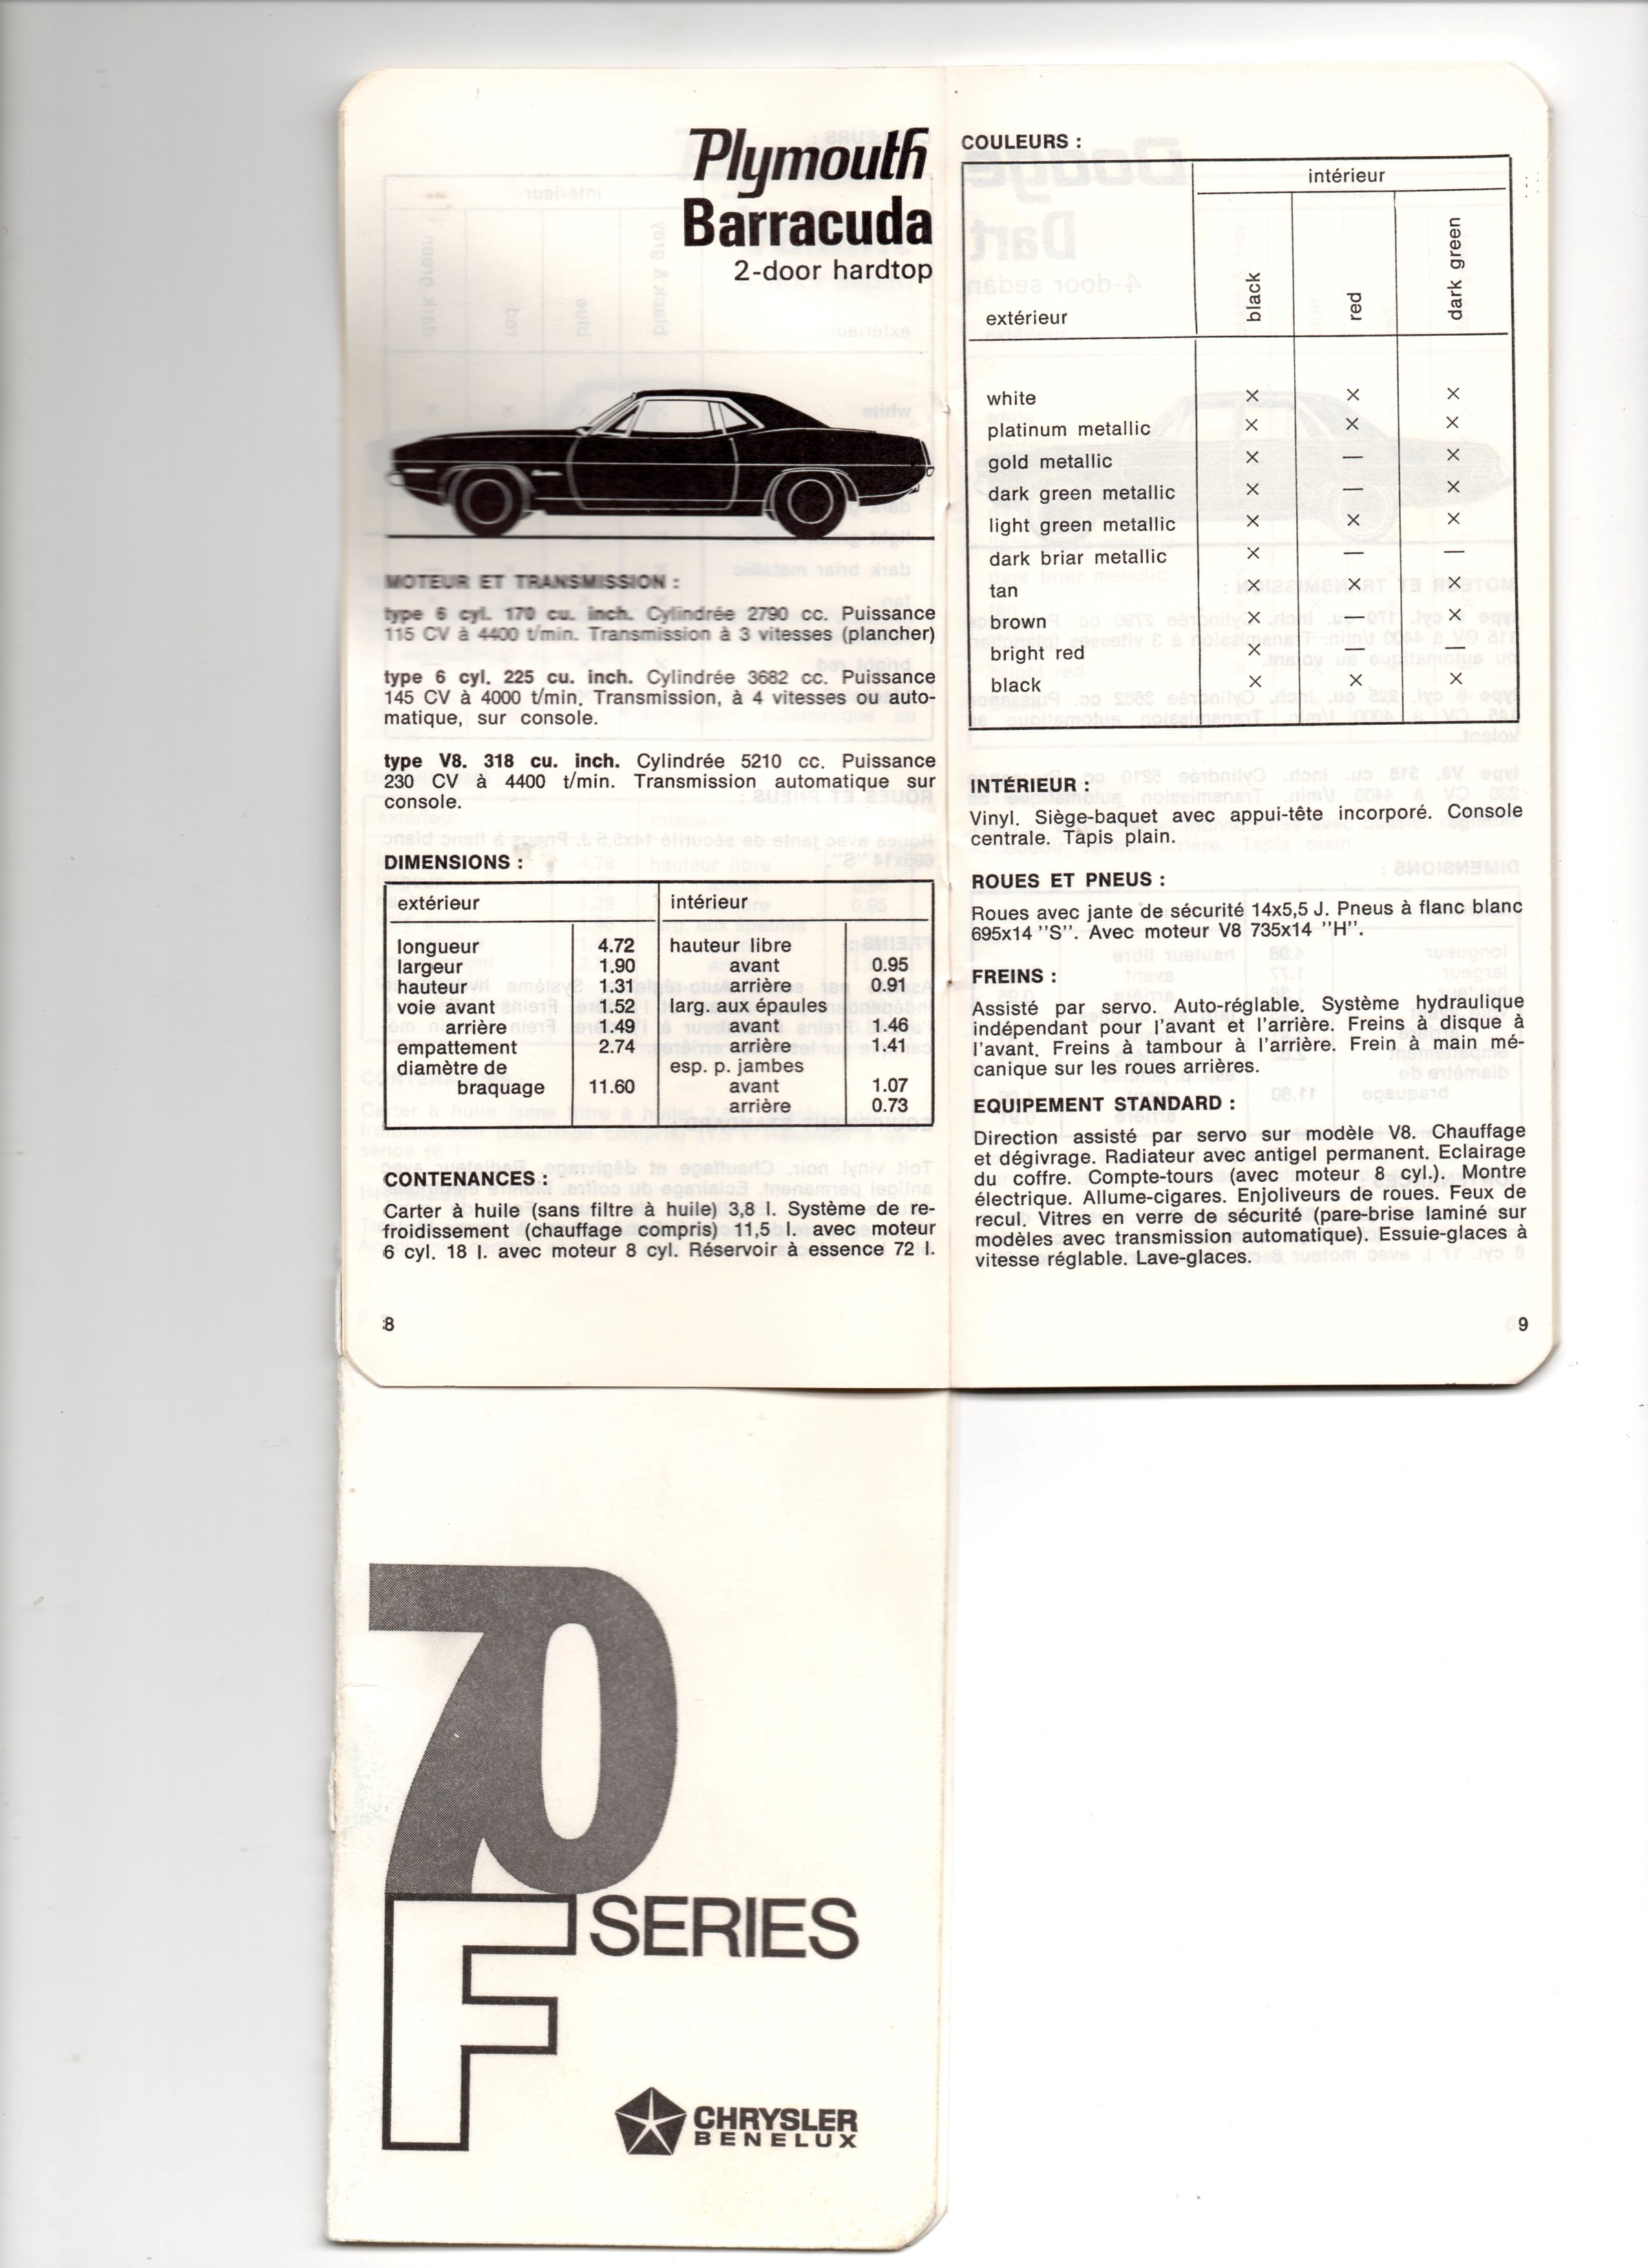 Plymouth
Barracuda
2-door hardtop
MOTEUR ET TRANSMISSION :
type 6 cyl. 170 cu. inch. Cylindrée 2790 cc. Puissance
115 CV à 4400 t/min. Transmission à 3 vitesses (plancher)
type 6 cyl. 225 cu. inch. Cylindrée 3682 cc. Puissance
145 CV à 4000 t/min. Transmission, à 4 vitesses ou auto-
matique, sur console.
type V8. 318 cu. inch. Cylindrée 5210 cc. Puissance
230 CV à 4400 t/min. Transmission automatique sur
console.
DIMENSIONS :
extérieur intérieur
longueur 4.72 hauteur libre
largeur 1.90 avant 0.95
hauteur 1.31 arrière 0.91
voie avant 1.52 larg. aux épaules
arrière 1.49 avant 1.46
empattement 2.74 arrière 1.41
diamètre de esp. p. jambes
braquage 11.60 avant 1.07
arrière 0.73
CONTENANCES :
Carter à huile (sans filtre à huile) 3,8 l. Système de re-
froidissement (chauffage compris) 11,5 l. avec moteur
6 cyl. 18 l. avec moteur 8 cyl. Réservoir à essence 72 l.
8
COULEURS :
intérieur
extérieur black red dark green
white × × ×
platinum metallic × × ×
gold metallic × — ×
dark green metallic × — ×
light green metallic × × ×
dark briar metallic × — —
tan × × ×
brown × — ×
bright red × — —
black × × ×
INTÉRIEUR :
Vinyl. Siège-baquet avec appui-tête incorporé. Console
centrale. Tapis plain.
ROUES ET PNEUS :
Roues avec jante de sécurité 14x5,5 J. Pneus à flanc blanc
695x14 ''S''. Avec moteur V8 735x14 ''H''.
FREINS :
Assisté par servo. Auto-réglable. Système hydraulique
indépendant pour l'avant et l'arrière. Freins à disque à
l'avant. Freins à tambour à l'arrière. Frein à main mé-
canique sur les roues arrières.
EQUIPEMENT STANDARD :
Direction assisté par servo sur modèle V8. Chauffage
et dégivrage. Radiateur avec antigel permanent. Eclairage
du coffre. Compte-tours (avec moteur 8 cyl.). Montre
électrique. Allume-cigares. Enjoliveurs de roues. Feux de
recul. Vitres en verre de sécurité (pare-brise laminé sur
modèles avec transmission automatique). Essuie-glaces à
vitesse réglable. Lave-glaces.
9
70
F SERIES
CHRYSLER
BENELUX